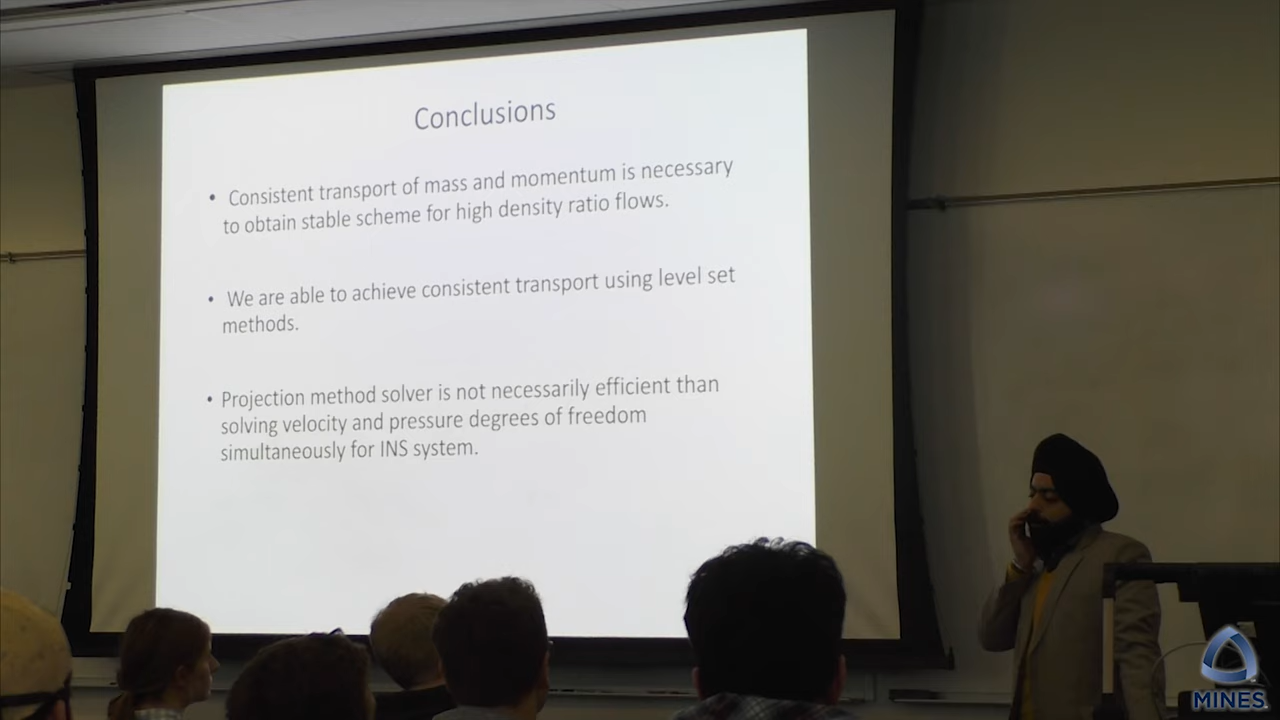 Conclusions
• Consistent transport of mass and momentum is necessary
to obtain stable scheme for high density ratio flows.
• We are able to achieve consistent transport using level set
methods.
• Projection method solver is not necessarily efficient than
solving velocity and pressure degrees of freedom
simultaneously for INS system.
MINES